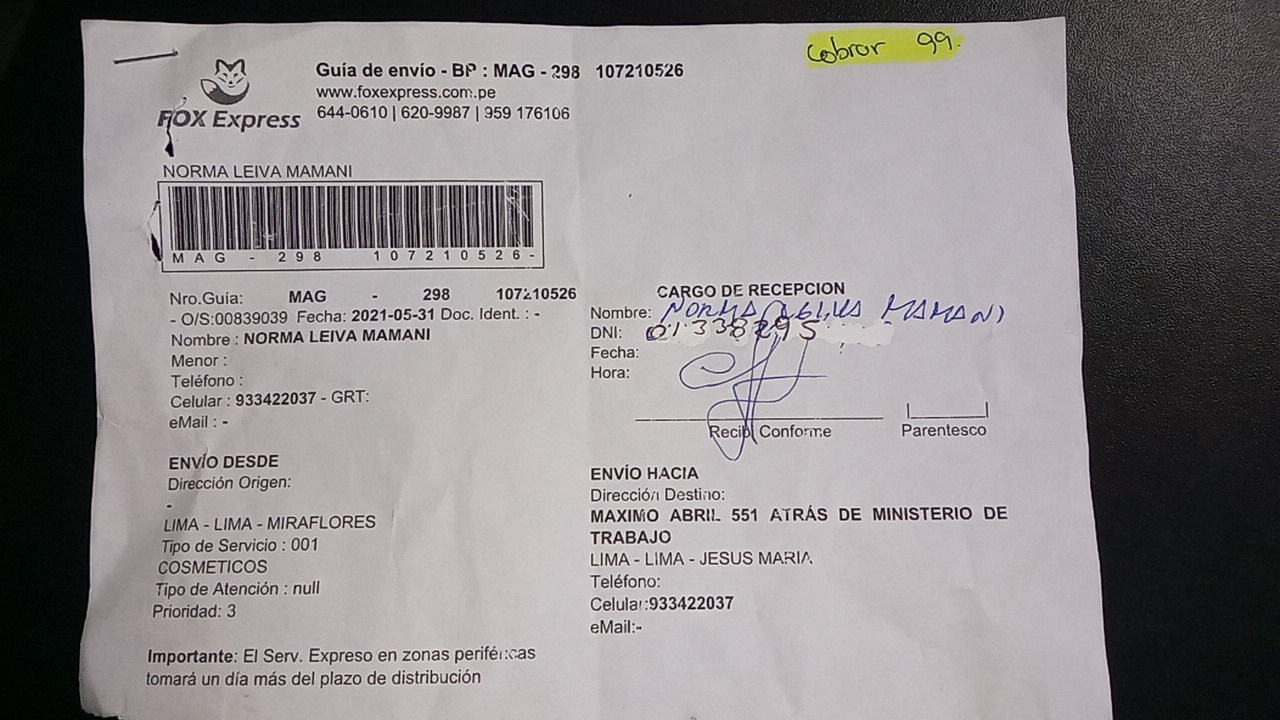 Cobrar 99.
Guía de envío - BP : MAG - 298 107210526
www.foxexpress.com.pe
644-0610 | 620-9987 | 959 176106
FOX Express
NORMA LEIVA MAMANI
MAG - 298 107210526-
Nro.Guía: MAG - 298 107210526
- O/S:00839039 Fecha: 2021-05-31 Doc. Ident. : -
Nombre : NORMA LEIVA MAMANI
Menor :
Teléfono :
Celular : 933422037 - GRT:
eMail : -
CARGO DE RECEPCION
Nombre: NORMA LEIVA MAMANI
DNI: 01338295
Fecha:
Hora:
Recibí Conforme
Parentesco
ENVÍO DESDE
Dirección Origen:
-
LIMA - LIMA - MIRAFLORES
Tipo de Servicio : 001
COSMETICOS
Tipo de Atención : null
Prioridad: 3
ENVÍO HACIA
Dirección Destino:
MAXIMO ABRIL 551 ATRÁS DE MINISTERIO DE
TRABAJO
LIMA - LIMA - JESUS MARIA
Teléfono:
Celular:933422037
eMail:-
Importante: El Serv. Expreso en zonas periféricas
tomará un día más del plazo de distribución